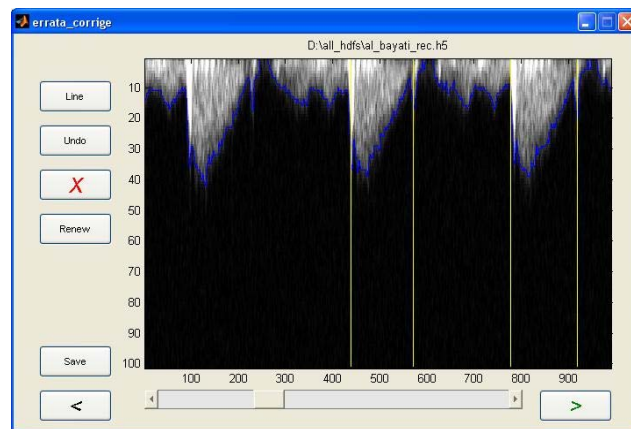 errata_corrige
D:\all_hdfs\al_bayati_rec.h5
Line
Undo
X
Renew
Save
<
>
10
20
30
40
50
60
70
80
90
100
100 200 300 400 500 600 700 800 900